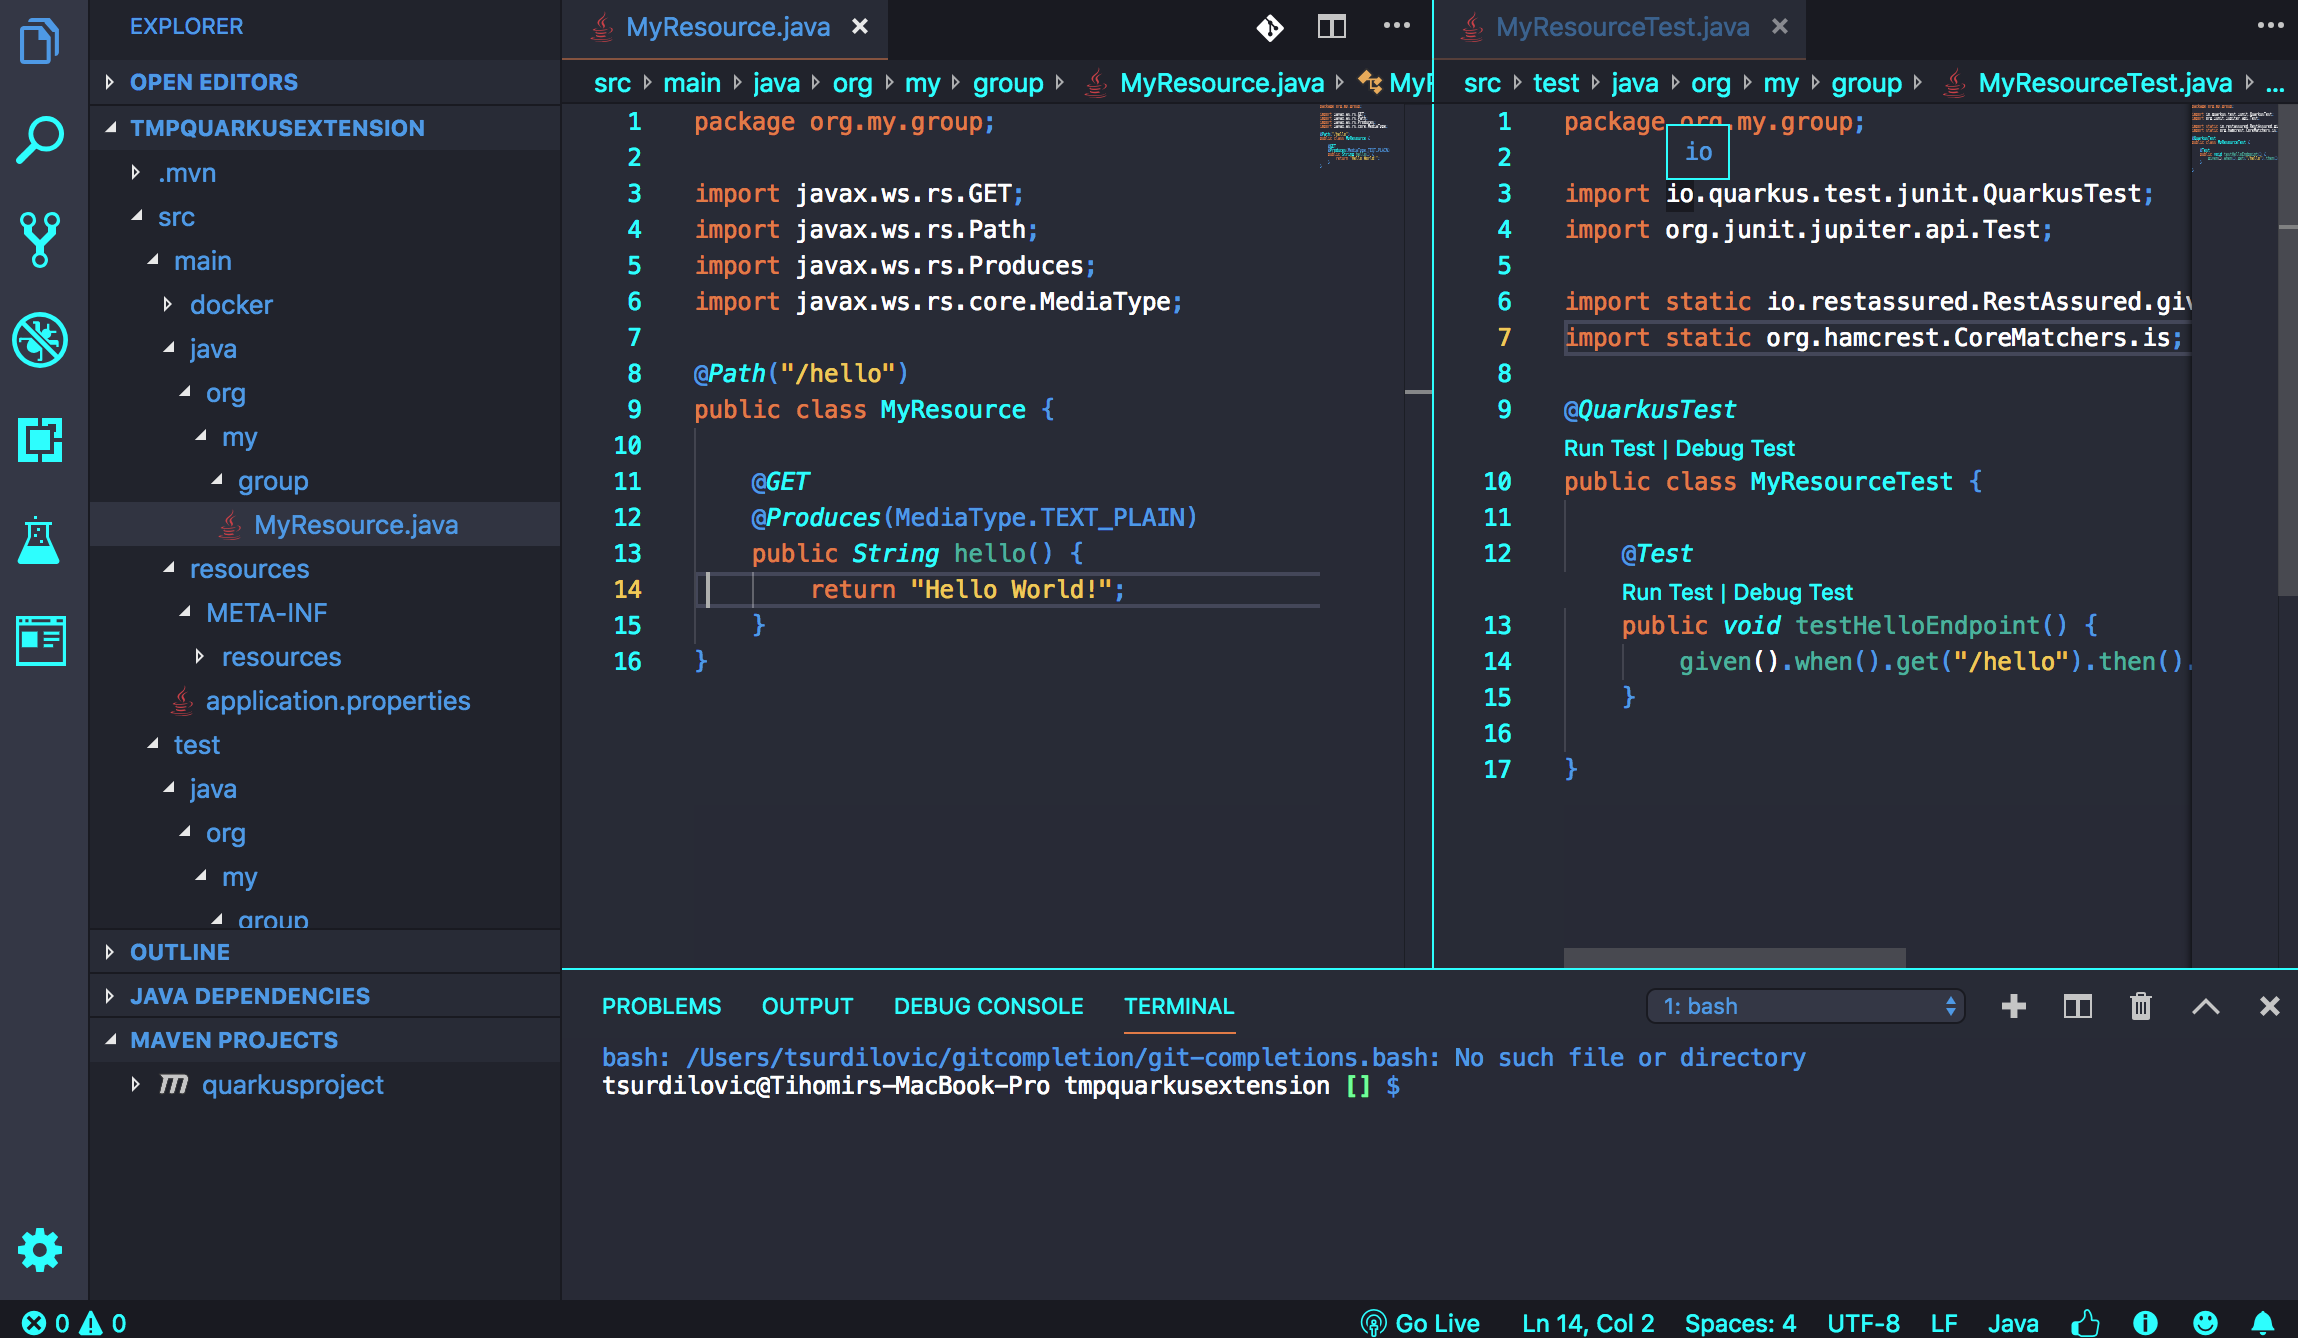 EXPLORER
OPEN EDITORS
TMPQUARKUSEXTENSION
.mvn
src
main
docker
java
org
my
group
MyResource.java
resources
META-INF
resources
application.properties
test
java
org
my
group
OUTLINE
JAVA DEPENDENCIES
MAVEN PROJECTS
quarkusproject
MyResource.java
src main java org my group MyResource.java MyR
1 package org.my.group;
2
3 import javax.ws.rs.GET;
4 import javax.ws.rs.Path;
5 import javax.ws.rs.Produces;
6 import javax.ws.rs.core.MediaType;
7
8 @Path("/hello")
9 public class MyResource {
10
11 @GET
12 @Produces(MediaType.TEXT_PLAIN)
13 public String hello() {
14 return "Hello World!";
15 }
16 }
MyResourceTest.java
src test java org my group MyResourceTest.java ...
1 package org.my.group;
io
2
3 import io.quarkus.test.junit.QuarkusTest;
4 import org.junit.jupiter.api.Test;
5
6 import static io.restassured.RestAssured.giv
7 import static org.hamcrest.CoreMatchers.is;
8
9 @QuarkusTest
Run Test | Debug Test
10 public class MyResourceTest {
11
12 @Test
Run Test | Debug Test
13 public void testHelloEndpoint() {
14 given().when().get("/hello").then().
15 }
16
17 }
PROBLEMS OUTPUT DEBUG CONSOLE TERMINAL 1: bash
bash: /Users/tsurdilovic/gitcompletion/git-completions.bash: No such file or directory
tsurdilovic@Tihomirs-MacBook-Pro tmpquarkusextension [] $
0 0 Go Live Ln 14, Col 2 Spaces: 4 UTF-8 LF Java